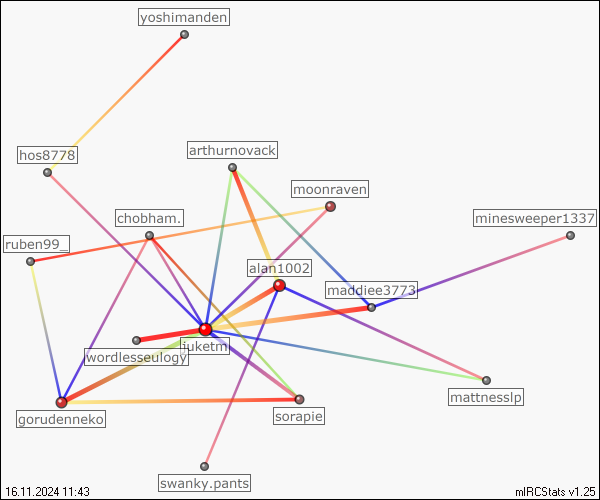 yoshimanden
hos8778
arthurnovack
moonraven
chobham.
minesweeper1337
ruben99_
alan1002
maddiee3773
juketm
wordlesseulogy
mattnesslp
gorudenneko
sorapie
swanky.pants
16.11.2024 11:43
mIRCStats v1.25